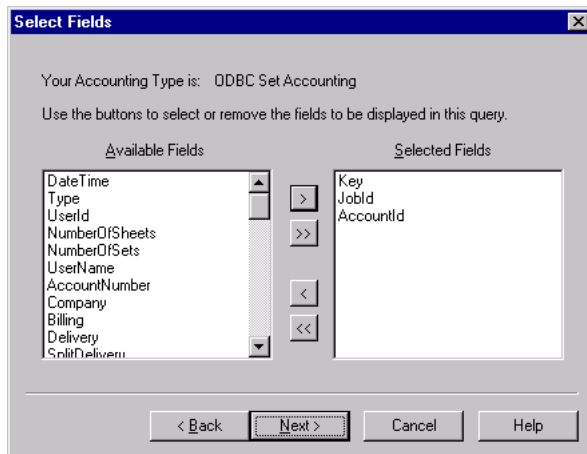 Select Fields
Your Accounting Type is: ODBC Set Accounting
Use the buttons to select or remove the fields to be displayed in this query.
Available Fields
Selected Fields
DateTime
Type
UserId
NumberOfSheets
NumberOfSets
UserName
AccountNumber
Company
Billing
Delivery
SplitDelivery
>
>>
<
<<
Key
JobId
AccountId
< Back
Next >
Cancel
Help